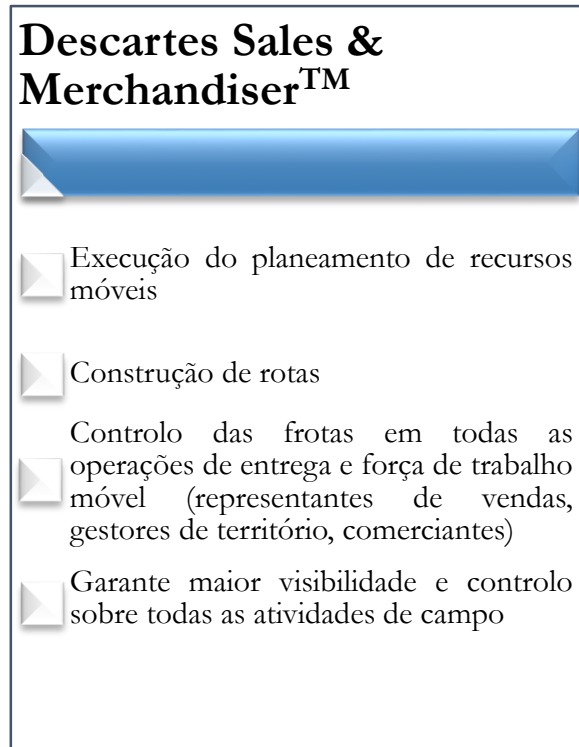 Descartes Sales &
Merchandiser™
Execução do planeamento de recursos
móveis
Construção de rotas
Controlo das frotas em todas as
operações de entrega e força de trabalho
móvel (representantes de vendas,
gestores de território, comerciantes)
Garante maior visibilidade e controlo
sobre todas as atividades de campo